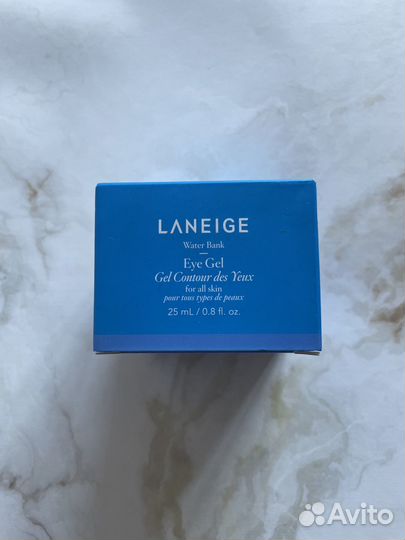 LANEIGE
Water Bank
Eye Gel
Gel Contour des Yeux
for all skin
pour tous types de peaux
25 mL / 0.8 fl. oz.
Avito